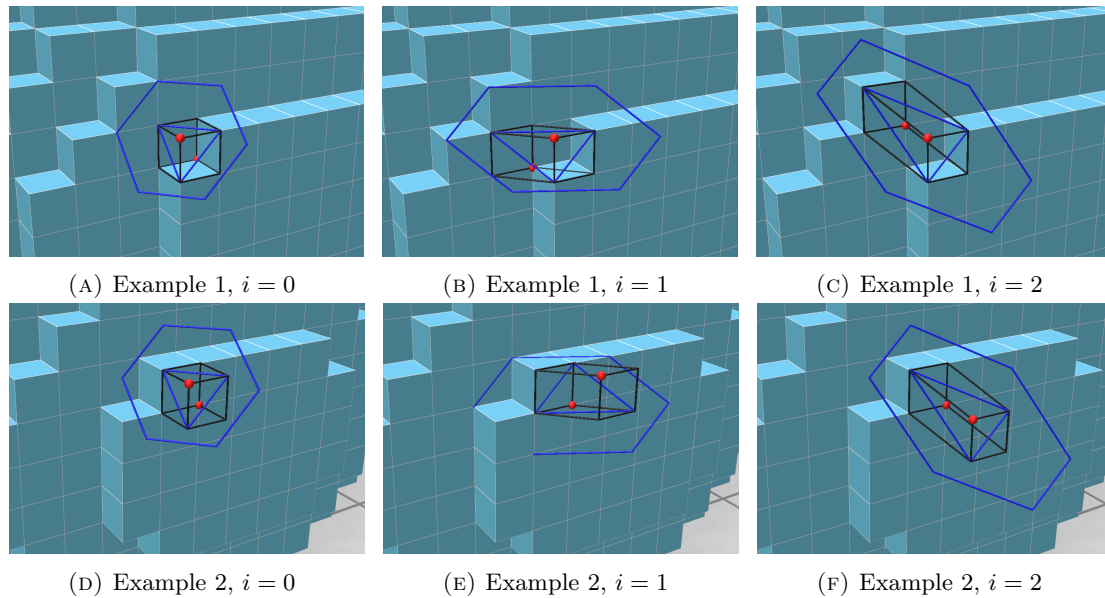 (A) Example 1, i = 0
(B) Example 1, i = 1
(C) Example 1, i = 2
(D) Example 2, i = 0
(E) Example 2, i = 1
(F) Example 2, i = 2